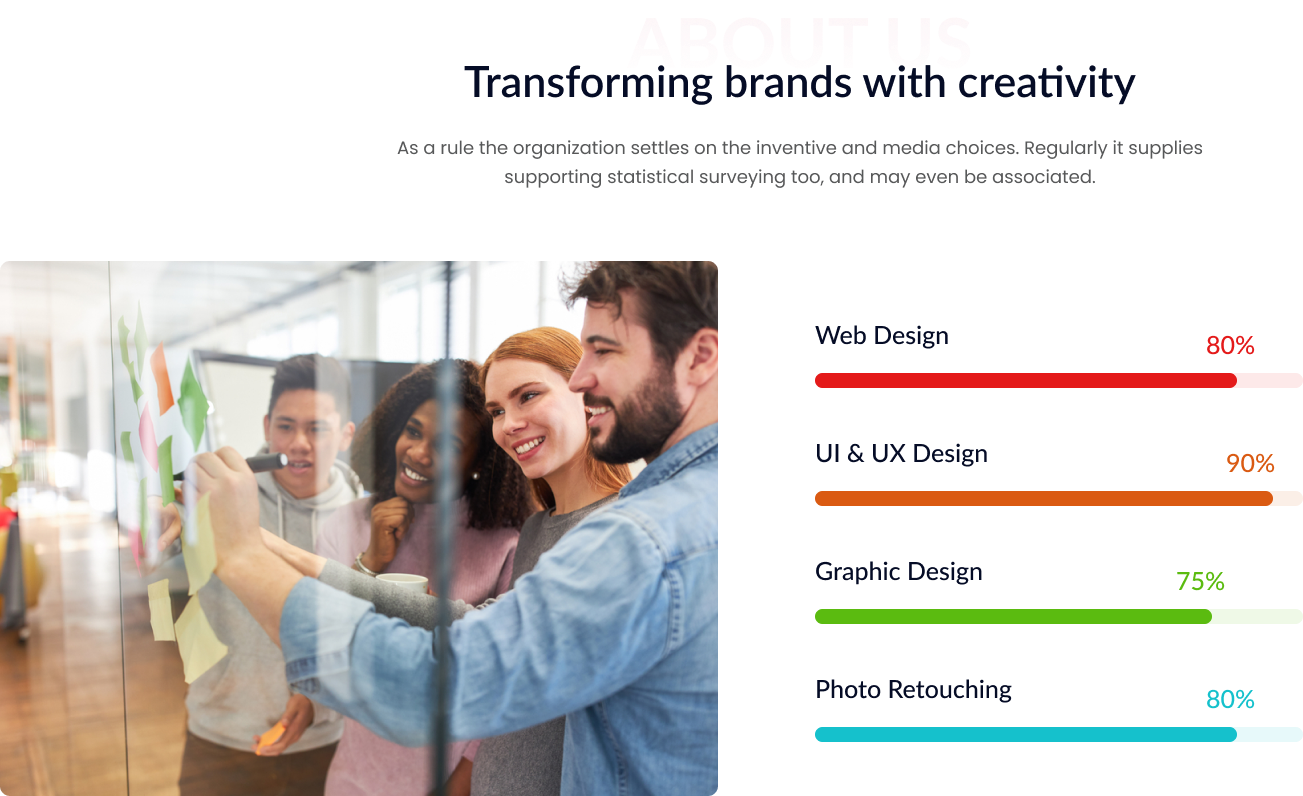 ABOUT US
Transforming brands with creativity
As a rule the organization settles on the inventive and media choices. Regularly it supplies
supporting statistical surveying too, and may even be associated.
Web Design
80%
UI & UX Design
90%
Graphic Design
75%
Photo Retouching
80%